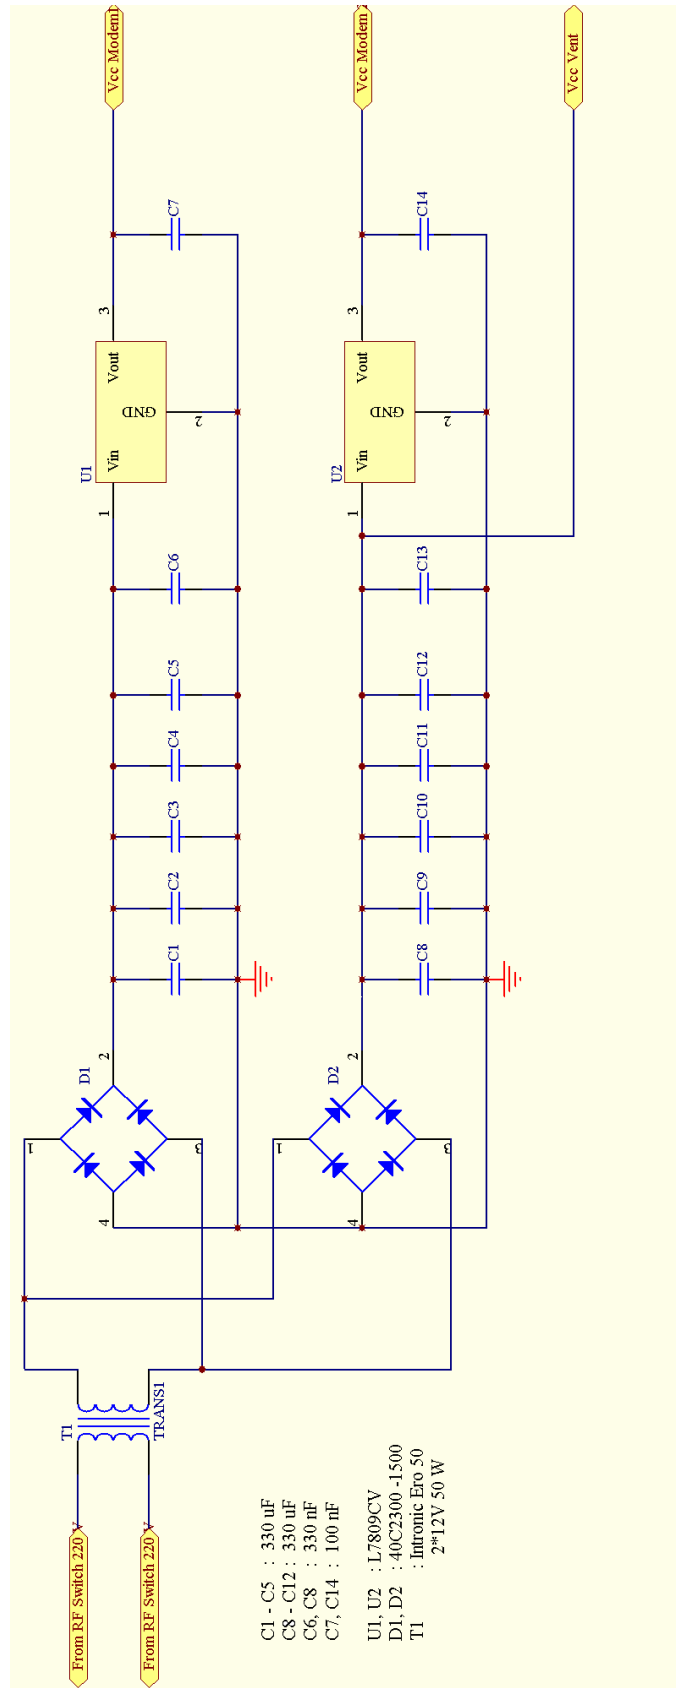 From RF Switch 220 V
From RF Switch 220 V
T1
TRANS1
1
D1
2
3
4
C1
C2
C3
C4
C5
C6
U1
1
Vin
GND
2
Vout
3
C7
Vcc Modem1
1
D2
2
3
4
C8
C9
C10
C11
C12
C13
U2
1
Vin
GND
2
Vout
3
C14
Vcc Modem
Vcc Vent
C1 - C5 : 330 uF
C8 - C12 : 330 uF
C6, C8 : 330 nF
C7, C14 : 100 nF
U1, U2 : L7809CV
D1, D2 : 40C2300 -1500
T1 : Intronic Ero 50
2*12V 50 W